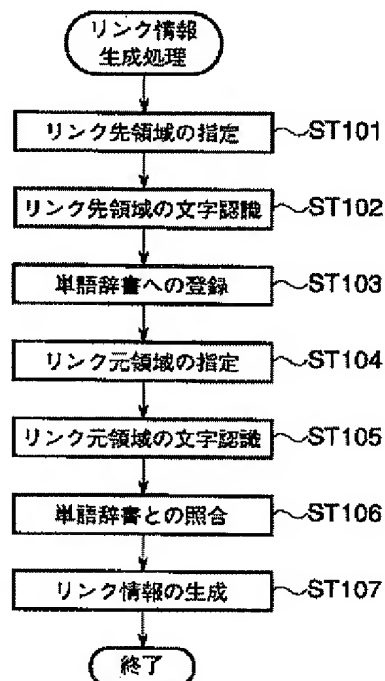 リンク情報
生成処理
リンク先領域の指定 ST101
リンク先領域の文字認識 ST102
単語辞書への登録 ST103
リンク元領域の指定 ST104
リンク元領域の文字認識 ST105
単語辞書との照合 ST106
リンク情報の生成 ST107
終了